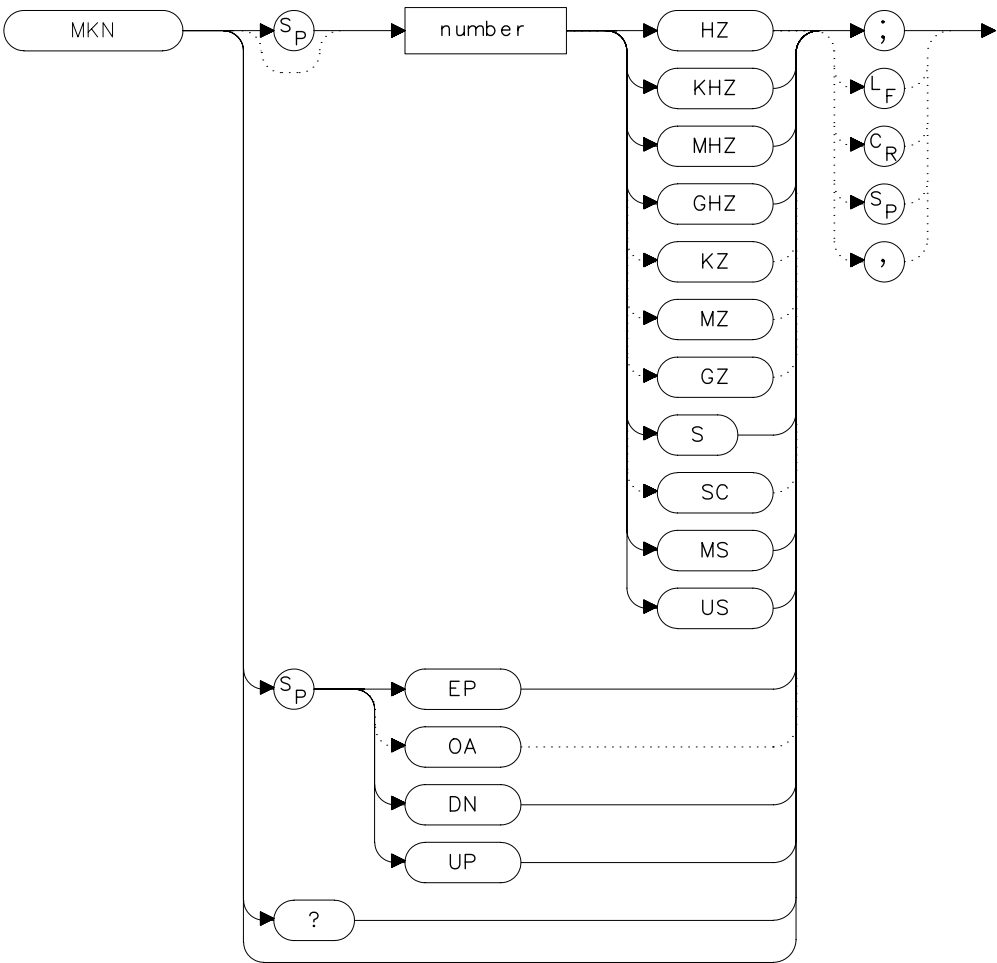 MKN SP number HZ ;
KHZ LF
MHZ CR
GHZ SP
KZ ,
MZ
GZ
S
SC
MS
US
SP EP
OA
DN
UP
?